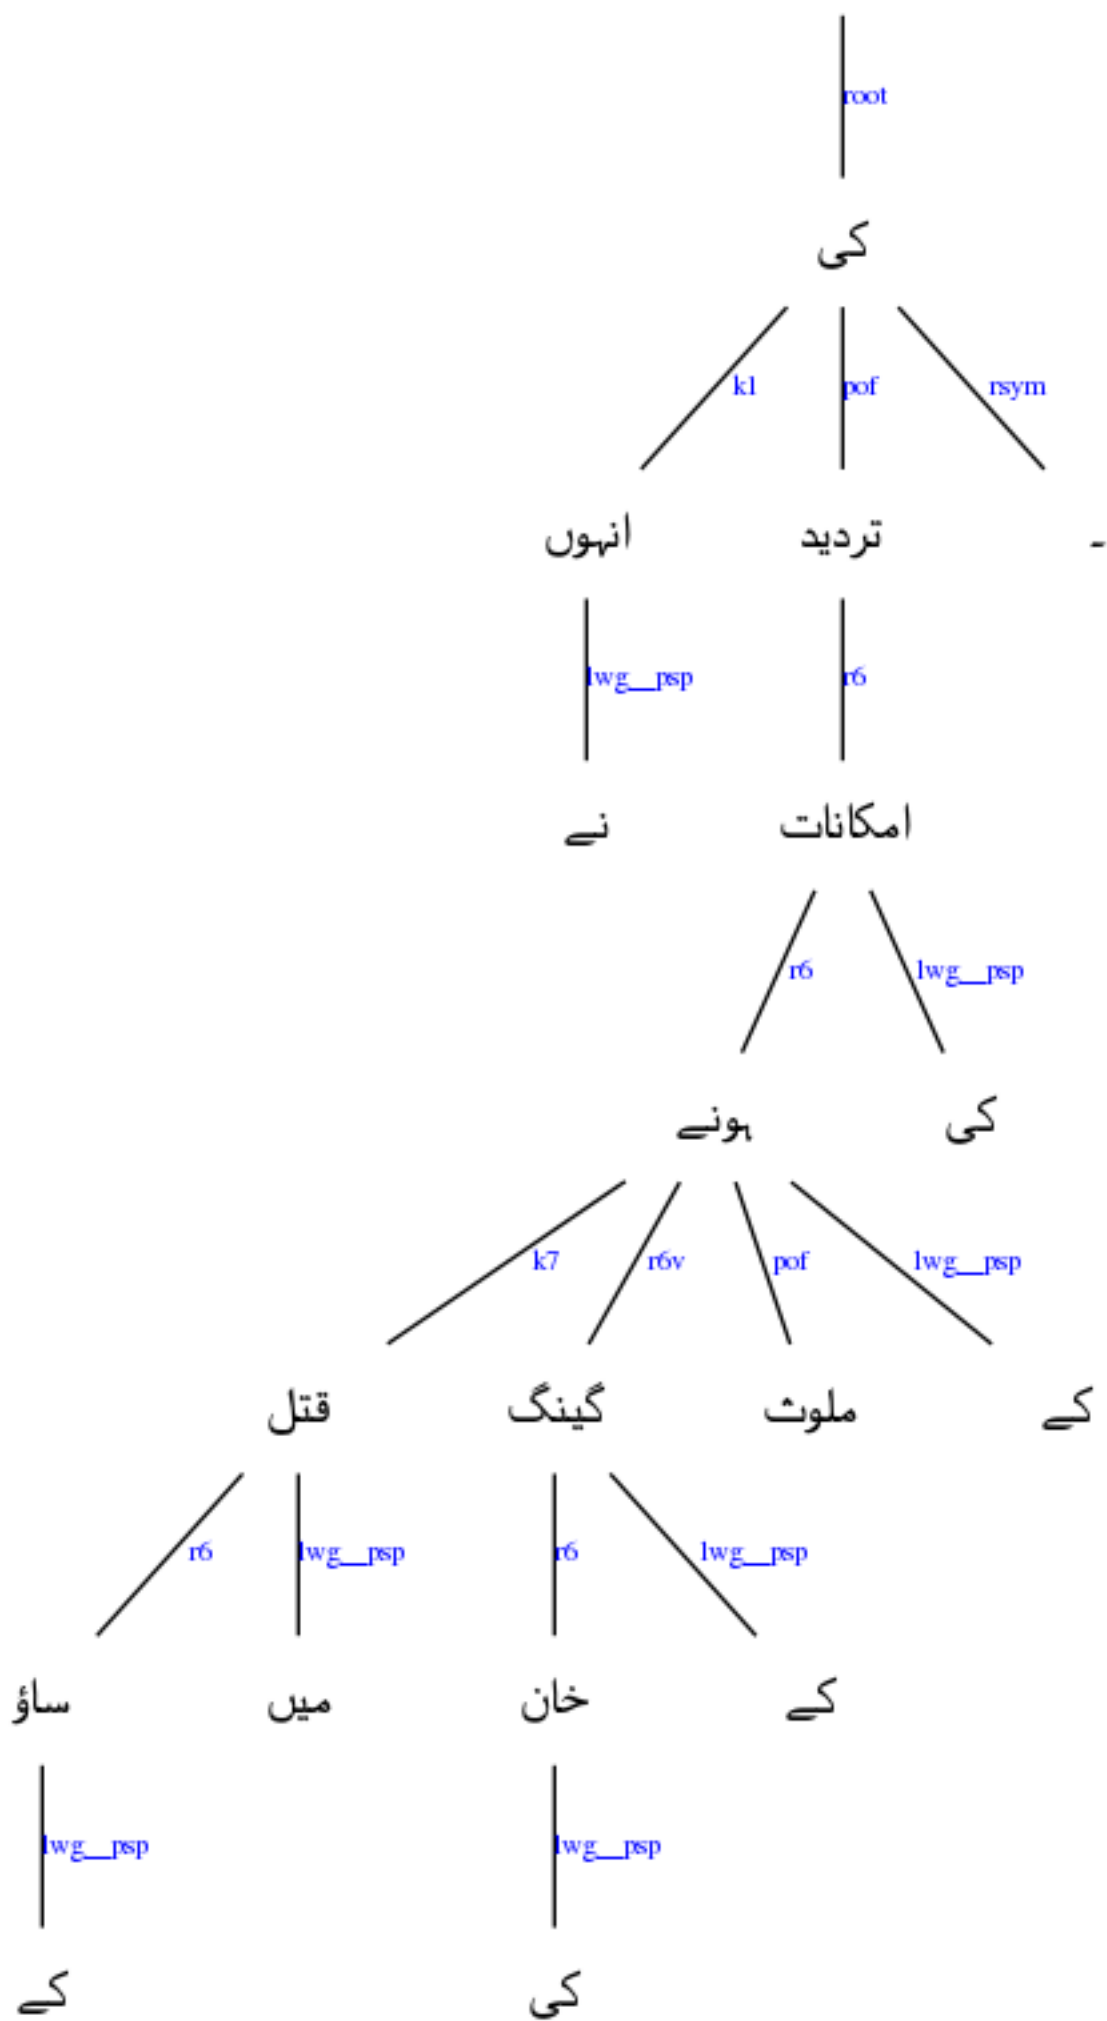 root
کی
k1 pof rsym
انہوں تردید ۔
lwg__psp r6
نے امکانات
r6 lwg__psp
ہونے کی
k7 r6v pof lwg__psp
قتل گینگ ملوث کے
r6 lwg__psp r6 lwg__psp
ساؤ میں خان کے
lwg__psp lwg__psp
کے کی